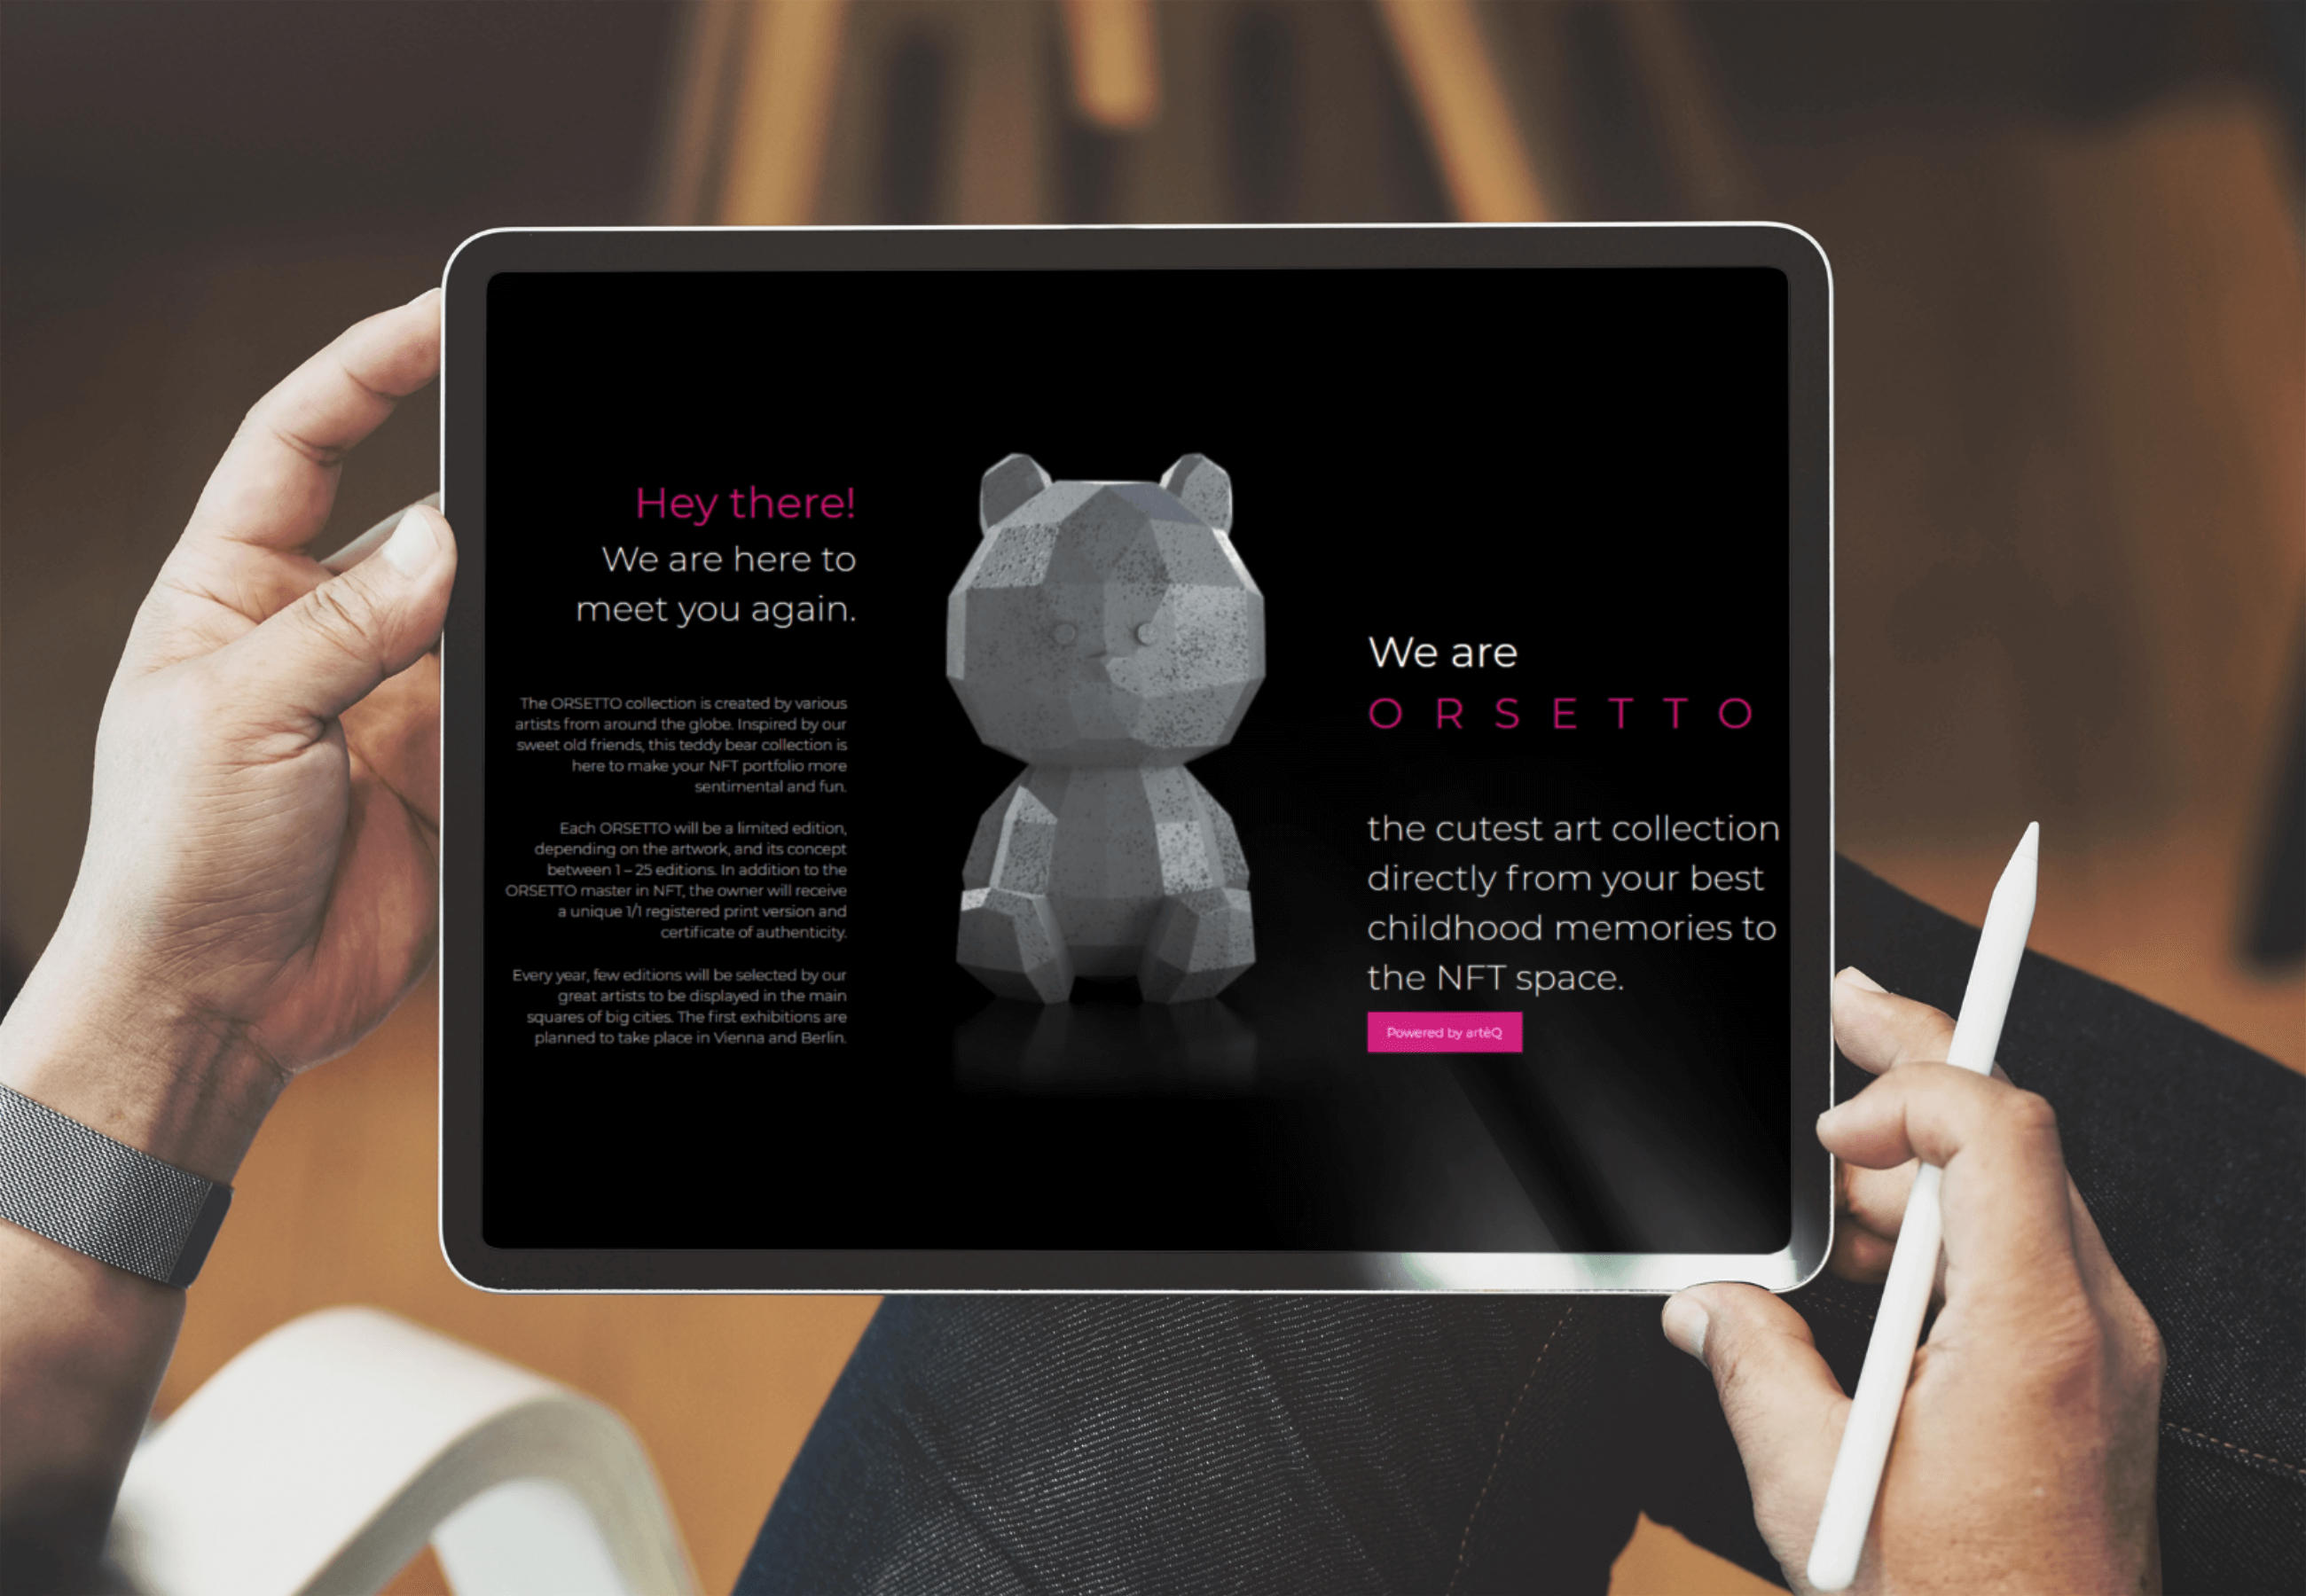 Hey there!
We are here to
meet you again.
The ORSETTO collection is created by various
artists from around the globe. Inspired by our
sweet old friends, this teddy bear collection is
here to make your NFT portfolio more
sentimental and fun.
Each ORSETTO will be a limited edition,
depending on the artwork, and its concept
between 1 – 25 editions. In addition to the
ORSETTO master in NFT, the owner will receive
a unique 1/1 registered print version and
certificate of authenticity.
Every year, few editions will be selected by our
great artists to be displayed in the main
squares of big cities. The first exhibitions are
planned to take place in Vienna and Berlin.
We are
ORSETTO
the cutest art collection
directly from your best
childhood memories to
the NFT space.
Powered by artèQ